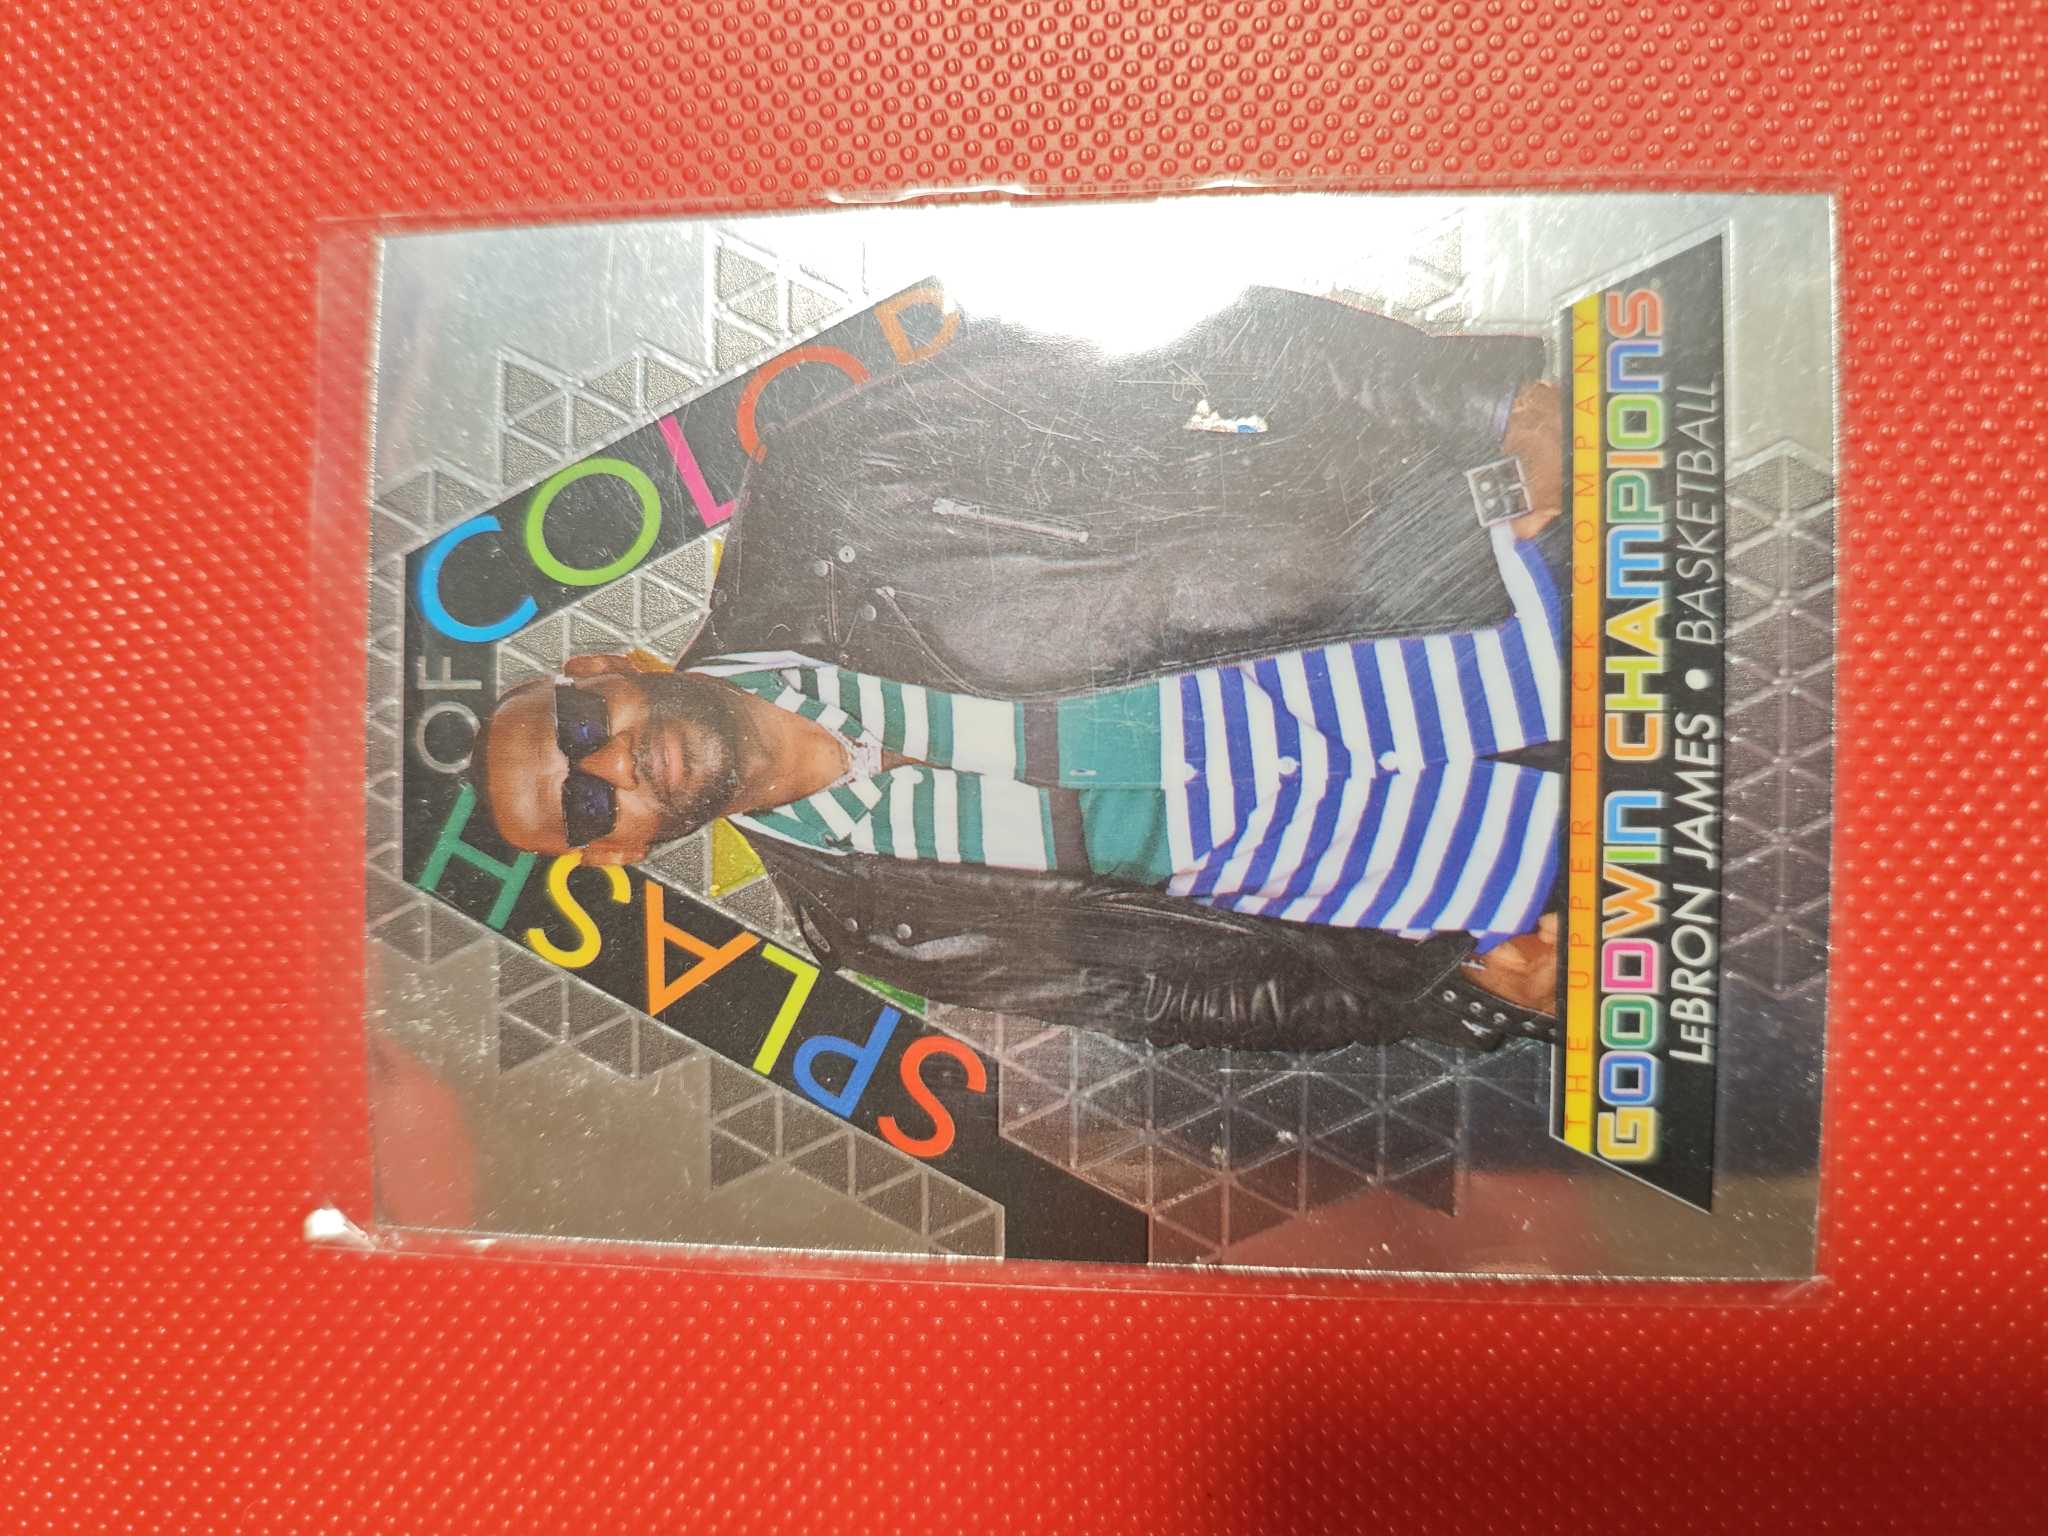 SPLASH OF COLOR
THE UPPER DECK COMPANY
GOODWIN CHAMPIONS®
LEBRON JAMES • BASKETBALL